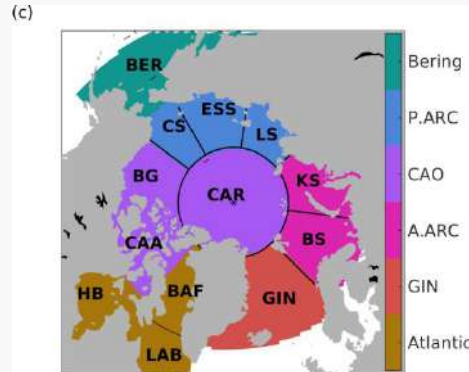 (c)
BER
Bering
ESS
CS
LS
P.ARC
BG
KS
CAR
CAO
CAA
BS
A.ARC
HB
BAF
GIN
GIN
LAB
Atlantic